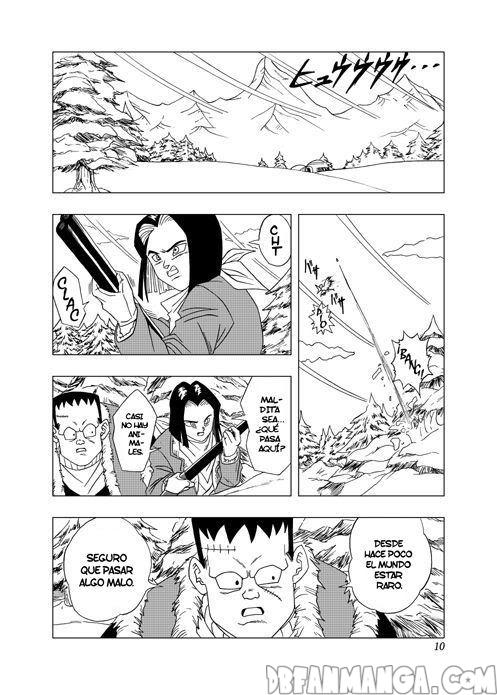 ヒュウウウウ...
バサ
バサ
¡BANG!
CHT
CLAC
MAL-
DITA
SEA...
¿QUÉ
PASA
AQUÍ?
CASI
NO HAY
ANI-
MA-
LES.
DESDE
HACE POCO
EL MUNDO
ESTAR
RARO.
SEGURO
QUE PASAR
ALGO MALO.
10
DBFANMANGA.COM